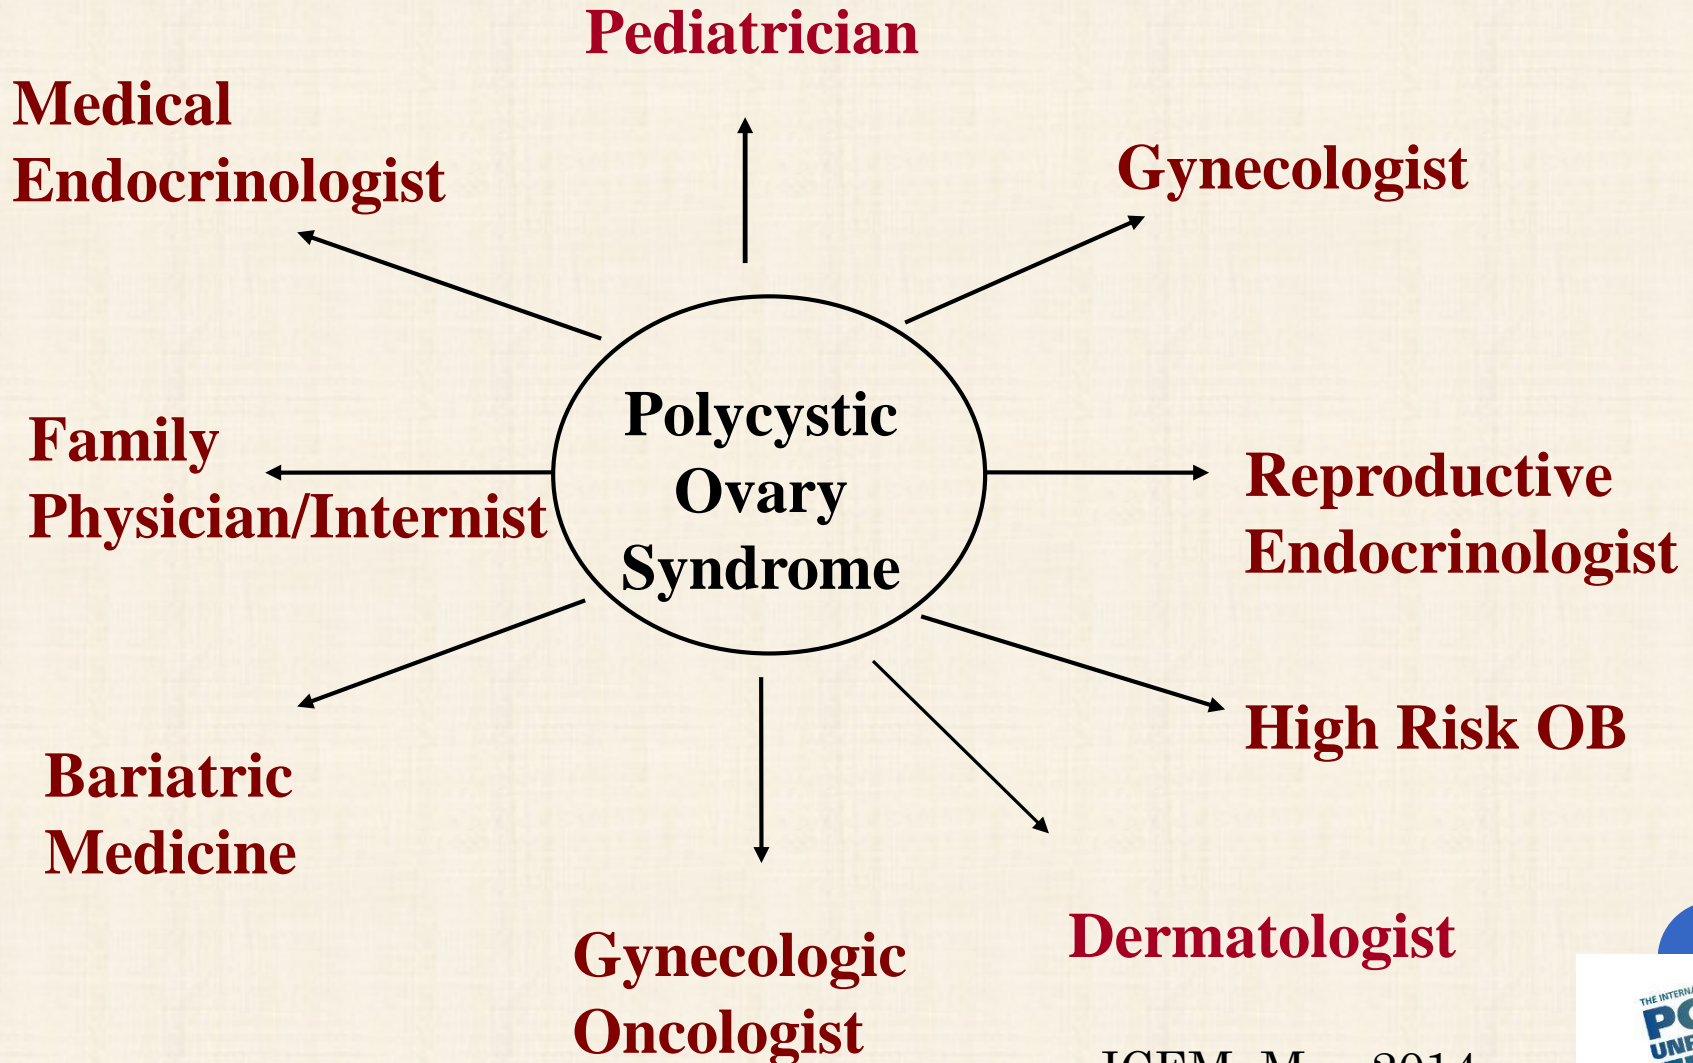 Pediatrician
Medical
Endocrinologist
Gynecologist
Polycystic
Ovary
Syndrome
Family
Physician/Internist
Reproductive
Endocrinologist
High Risk OB
Bariatric
Medicine
Dermatologist
Gynecologic
Oncologist
2014